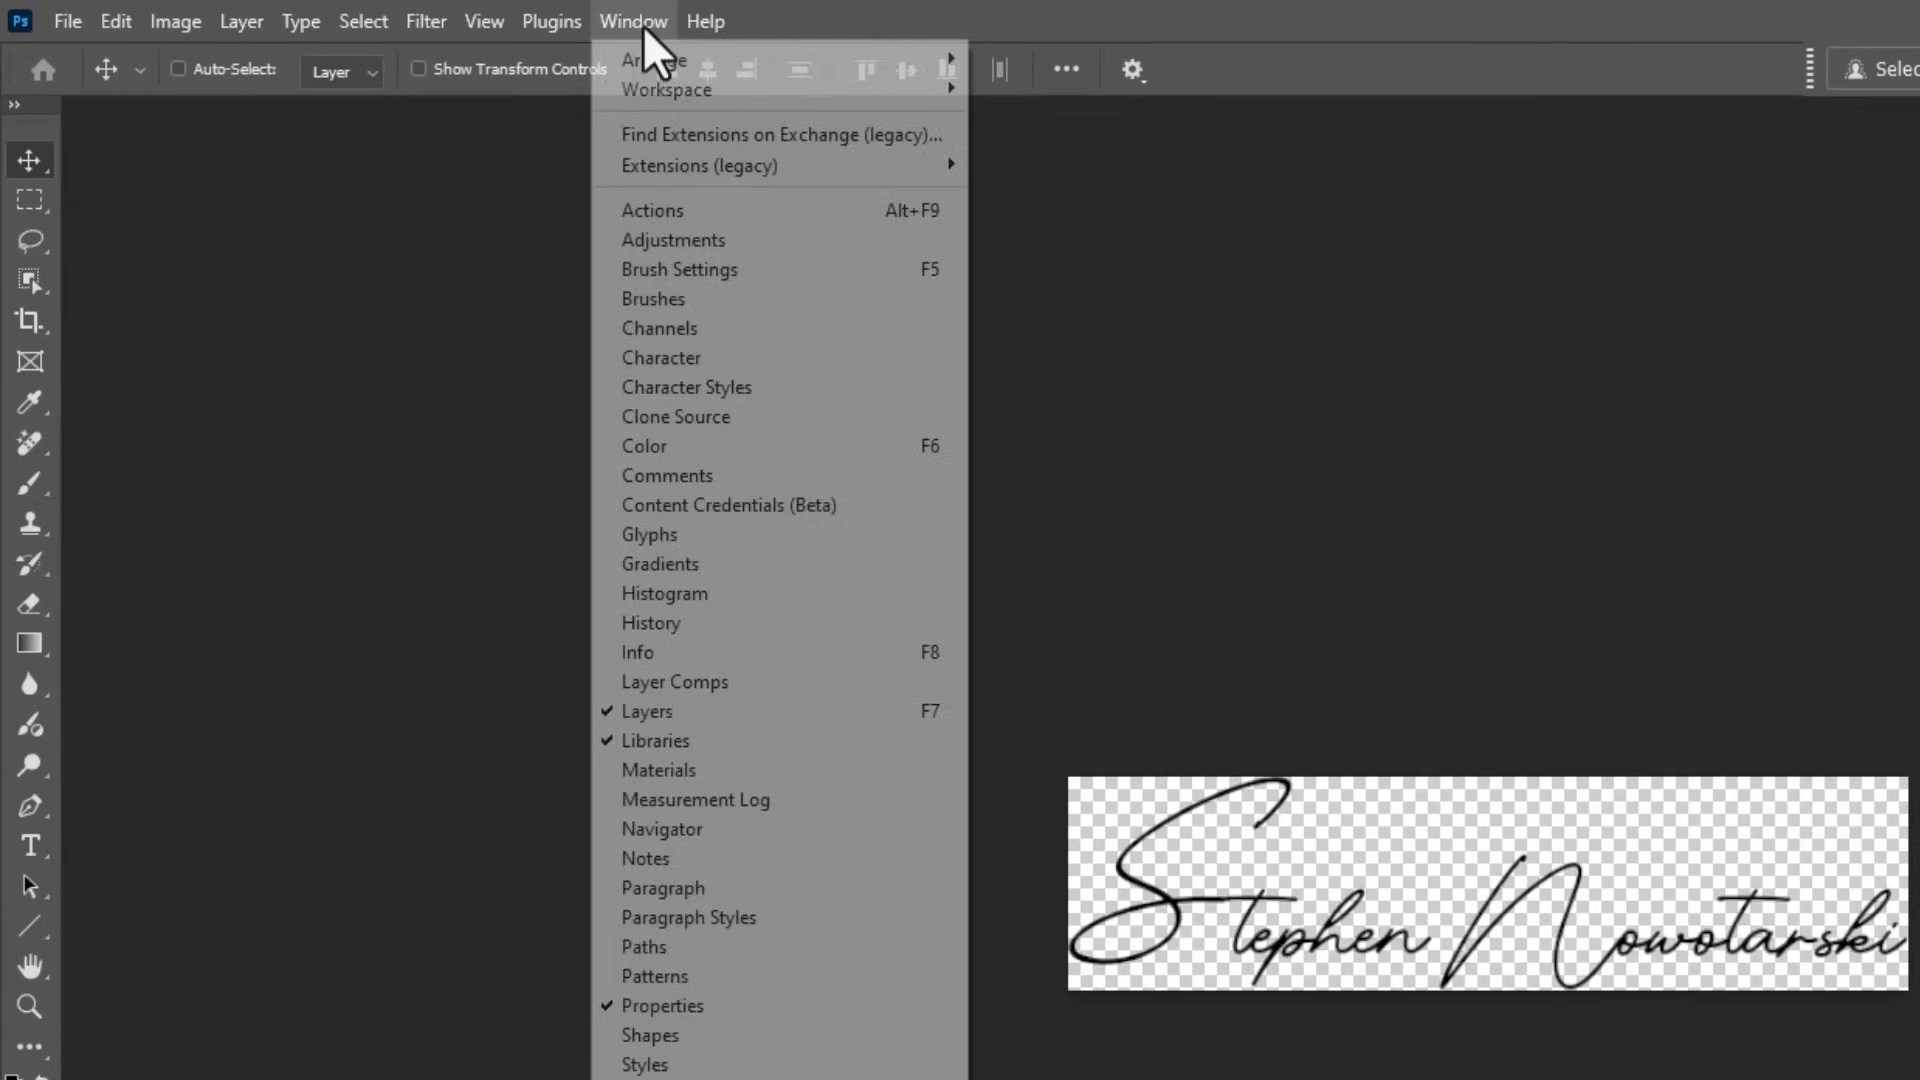 Ps File Edit Image Layer Type Select Filter View Plugins Window Help
Auto-Select: Layer Show Transform Controls
Workspace
Find Extensions on Exchange (legacy)...
Extensions (legacy)
Actions Alt+F9
Adjustments
Brush Settings F5
Brushes
Channels
Character
Character Styles
Clone Source
Color F6
Comments
Content Credentials (Beta)
Glyphs
Gradients
Histogram
History
Info F8
Layer Comps
Layers F7
Libraries
Materials
Measurement Log
Navigator
Notes
Paragraph
Paragraph Styles
Paths
Patterns
Properties
Shapes
Styles
Stephen Nowotarski